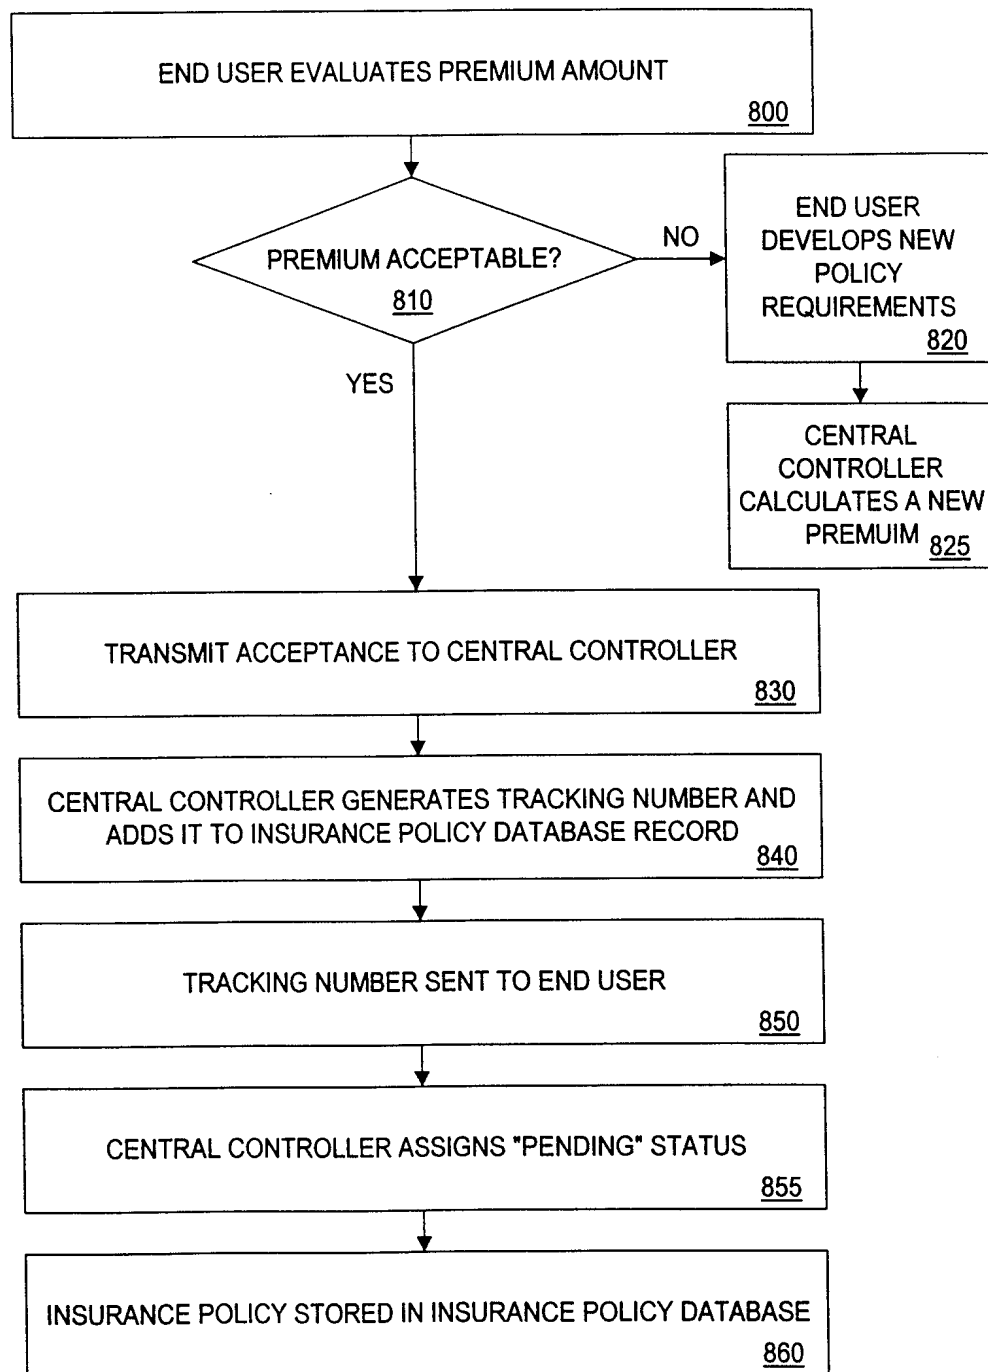 END USER EVALUATES PREMIUM AMOUNT
800
PREMIUM ACCEPTABLE?
810
NO
END USER
DEVELOPS NEW
POLICY
REQUIREMENTS
820
YES
CENTRAL
CONTROLLER
CALCULATES A NEW
PREMUIM 825
TRANSMIT ACCEPTANCE TO CENTRAL CONTROLLER
830
CENTRAL CONTROLLER GENERATES TRACKING NUMBER AND
ADDS IT TO INSURANCE POLICY DATABASE RECORD
840
TRACKING NUMBER SENT TO END USER
850
CENTRAL CONTROLLER ASSIGNS "PENDING" STATUS
855
INSURANCE POLICY STORED IN INSURANCE POLICY DATABASE
860